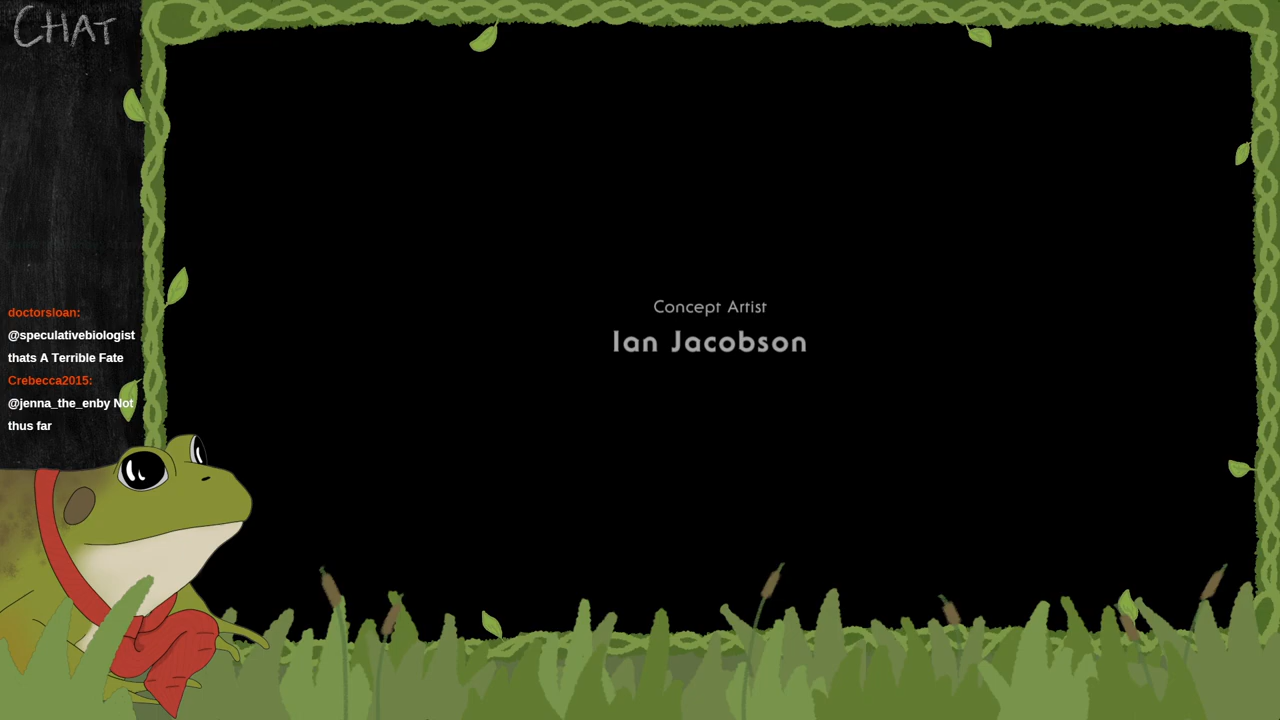 CHAT
doctorsloan:
@speculativebiologist
thats A Terrible Fate
Crebecca2015:
@jenna_the_enby Not
thus far
Concept Artist
Ian Jacobson